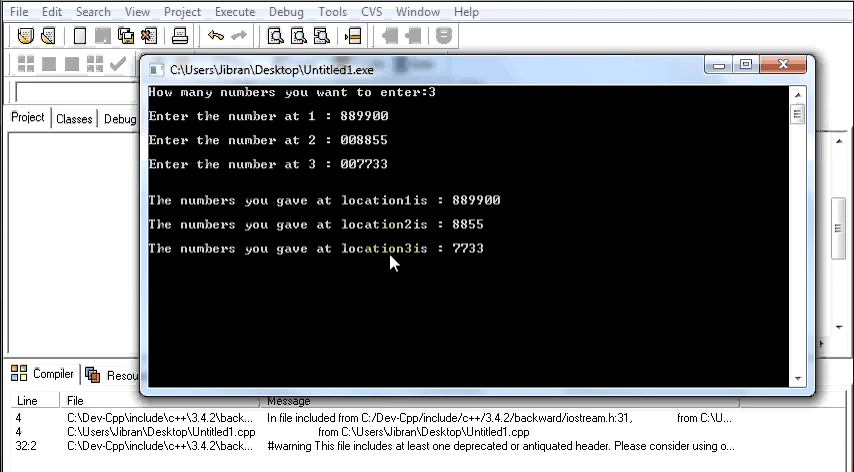 File Edit Search View Project Execute Debug Tools CVS Window Help
C:\Users\Jibran\Desktop\Untitled1.exe
How many numbers you want to enter:3
Enter the number at 1 : 889900
Enter the number at 2 : 008855
Enter the number at 3 : 007733
The numbers you gave at location1is : 889900
The numbers you gave at location2is : 8855
The numbers you gave at location3is : 7733
Project Classes Debug
Compiler Resou
Line File Message
4 C:\Dev-Cpp\include\c++\3.4.2\back... In file included from C:/Dev-Cpp/include/c++/3.4.2/backward/iostream.h:31, from C:\U...
4 C:\Users\Jibran\Desktop\Untitled1.cpp from C:\Users\Jibran\Desktop\Untitled1.cpp
32:2 C:\Dev-Cpp\include\c++\3.4.2\back... #warning This file includes at least one deprecated or antiquated header. Please consider using o...